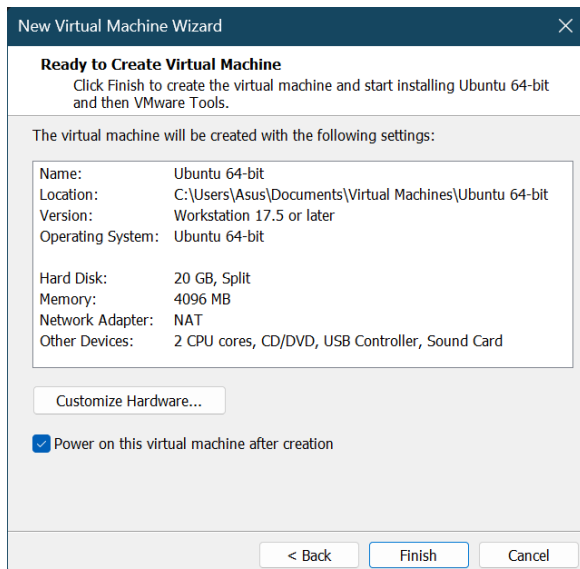 New Virtual Machine Wizard
Ready to Create Virtual Machine
Click Finish to create the virtual machine and start installing Ubuntu 64-bit
and then VMware Tools.
The virtual machine will be created with the following settings:
Name: Ubuntu 64-bit
Location: C:\Users\Asus\Documents\Virtual Machines\Ubuntu 64-bit
Version: Workstation 17.5 or later
Operating System: Ubuntu 64-bit
Hard Disk: 20 GB, Split
Memory: 4096 MB
Network Adapter: NAT
Other Devices: 2 CPU cores, CD/DVD, USB Controller, Sound Card
Customize Hardware...
Power on this virtual machine after creation
< Back Finish Cancel